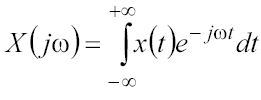 X(jω) = ∫_{-∞}^{+∞} x(t)e^{-jωt} dt